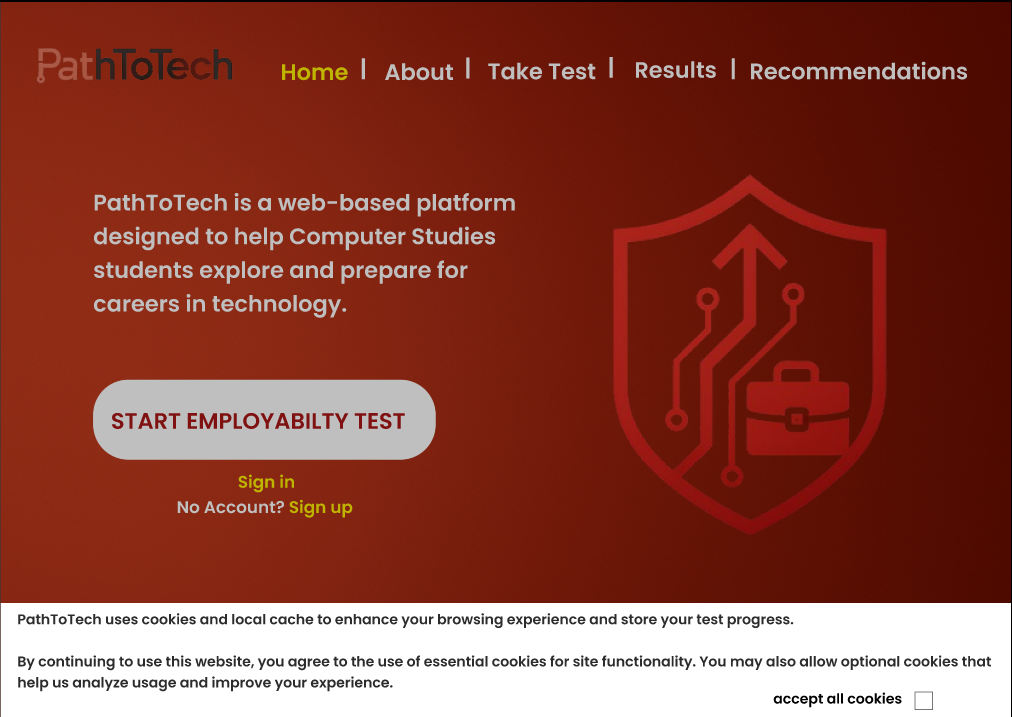 PathToTech
Home | About | Take Test | Results | Recommendations
PathToTech is a web-based platform
designed to help Computer Studies
students explore and prepare for
careers in technology.
START EMPLOYABILTY TEST
Sign in
No Account? Sign up
PathToTech uses cookies and local cache to enhance your browsing experience and store your test progress.
By continuing to use this website, you agree to the use of essential cookies for site functionality. You may also allow optional cookies that
help us analyze usage and improve your experience.
accept all cookies